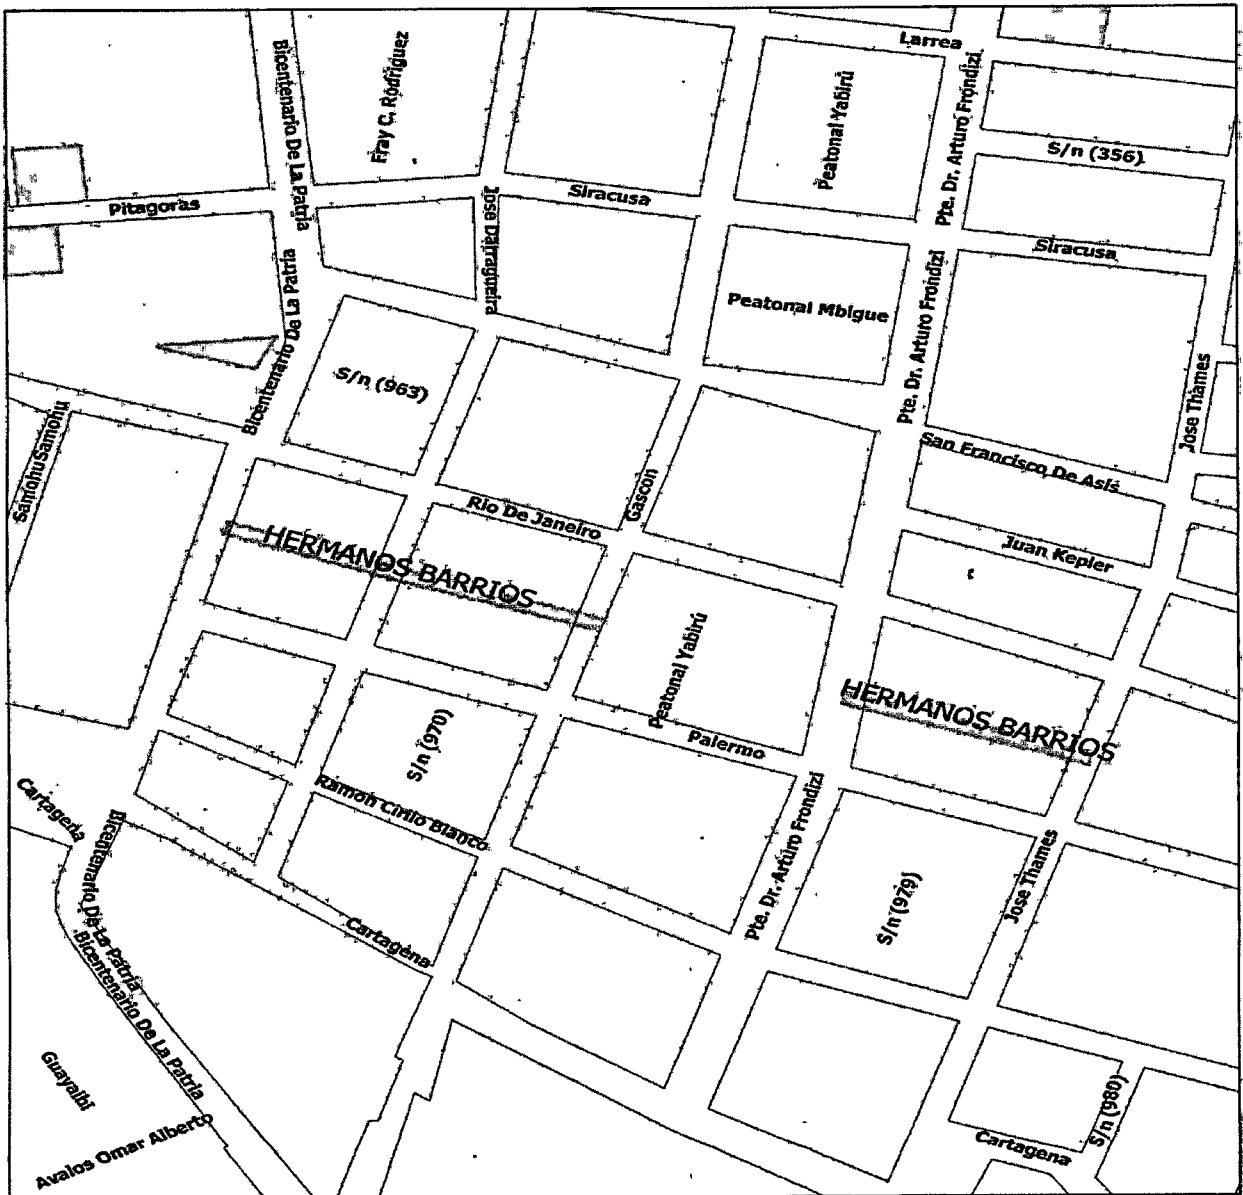 Larrea
Bicentenario De La Patria
Fray C. Rodriguez
Peatonal Yabirú
Pte. Dr. Arturo Frondizi
S/n (356)
Pitagoras
Jose Darragueira
Siracusa
Siracusa
Bicentenario De La Patria
Peatonal Mbigue
Pte. Dr. Arturo Frondizi
S/n (963)
Jose Thames
Samohu
Samohu
San Francisco De Asis
Rio De Janeiro
Gascon
HERMANOS BARRIOS
Juan Kepler
Peatonal Yabirú
HERMANOS BARRIOS
S/n (970)
Palermo
Cartagena
Ramon Cirilo Blanco
Pte. Dr. Arturo Frondizi
Bicentenario De La Patria
Jose Thames
S/n (979)
Cartagena
Bicentenario De La Patria
Guayaibi
S/n (980)
Avalos Omar Alberto
Cartagena